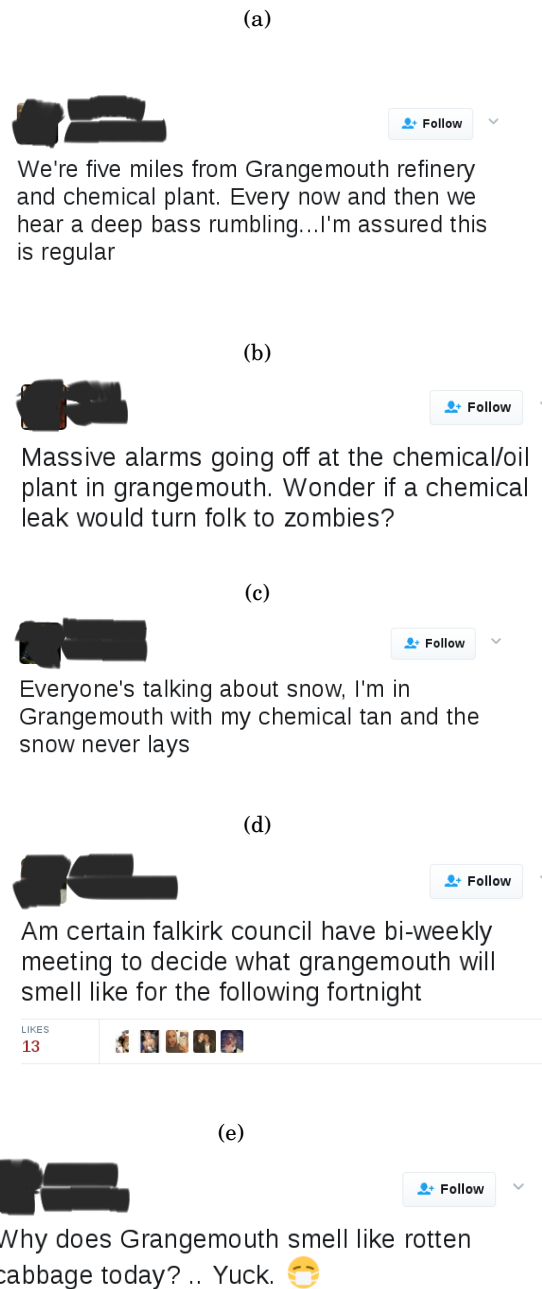 (a)
Follow
We're five miles from Grangemouth refinery
and chemical plant. Every now and then we
hear a deep bass rumbling...I'm assured this
is regular
(b)
Follow
Massive alarms going off at the chemical/oil
plant in grangemouth. Wonder if a chemical
leak would turn folk to zombies?
(c)
Follow
Everyone's talking about snow, I'm in
Grangemouth with my chemical tan and the
snow never lays
(d)
Follow
Am certain falkirk council have bi-weekly
meeting to decide what grangemouth will
smell like for the following fortnight
LIKES
13
(e)
Follow
Why does Grangemouth smell like rotten
cabbage today? .. Yuck. 😷